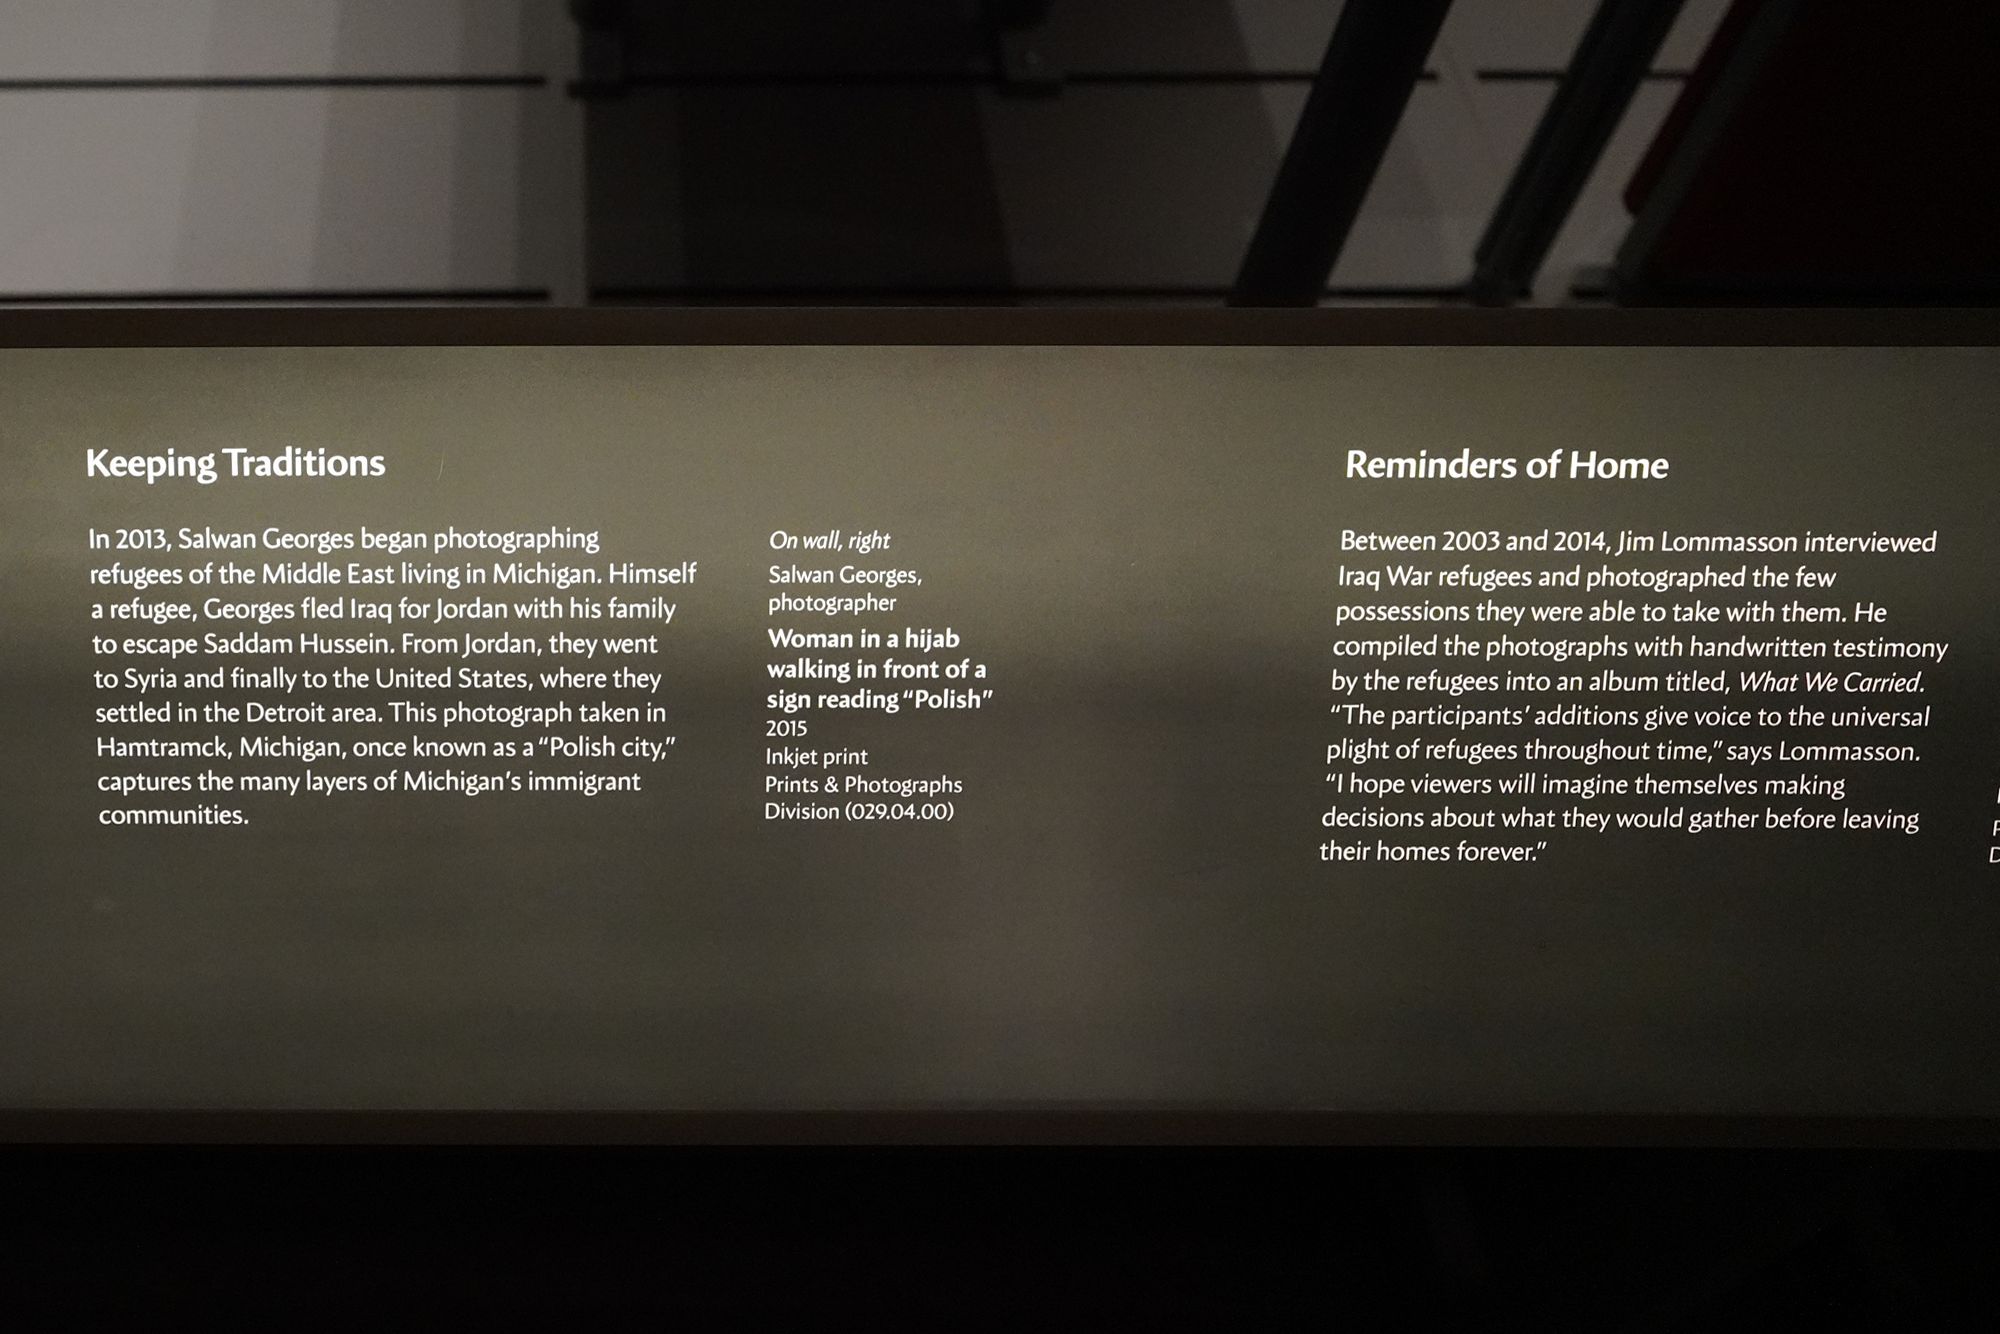 Keeping Traditions
In 2013, Salwan Georges began photographing
refugees of the Middle East living in Michigan. Himself
a refugee, Georges fled Iraq for Jordan with his family
to escape Saddam Hussein. From Jordan, they went
to Syria and finally to the United States, where they
settled in the Detroit area. This photograph taken in
Hamtramck, Michigan, once known as a “Polish city,”
captures the many layers of Michigan’s immigrant
communities.
On wall, right
Salwan Georges,
photographer
Woman in a hijab
walking in front of a
sign reading “Polish”
2015
Inkjet print
Prints & Photographs
Division (029.04.00)
Reminders of Home
Between 2003 and 2014, Jim Lommasson interviewed
Iraq War refugees and photographed the few
possessions they were able to take with them. He
compiled the photographs with handwritten testimony
by the refugees into an album titled, What We Carried.
“The participants’ additions give voice to the universal
plight of refugees throughout time,” says Lommasson.
“I hope viewers will imagine themselves making
decisions about what they would gather before leaving
their homes forever.”